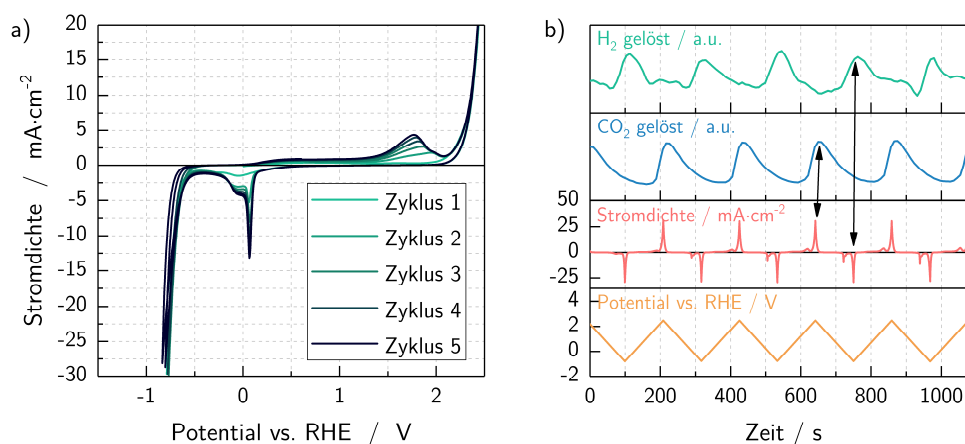 a)
Stromdichte / mA·cm⁻²
20
15
10
5
0
-5
-10
-15
-20
-25
-30
-1
0
1
2
Potential vs. RHE / V
Zyklus 1
Zyklus 2
Zyklus 3
Zyklus 4
Zyklus 5
b)
H₂ gelöst / a.u.
CO₂ gelöst / a.u.
50
25
0
-25
Stromdichte / mA·cm⁻²
4
2
0
-2
Potential vs. RHE / V
0
200
400
600
800
1000
Zeit / s